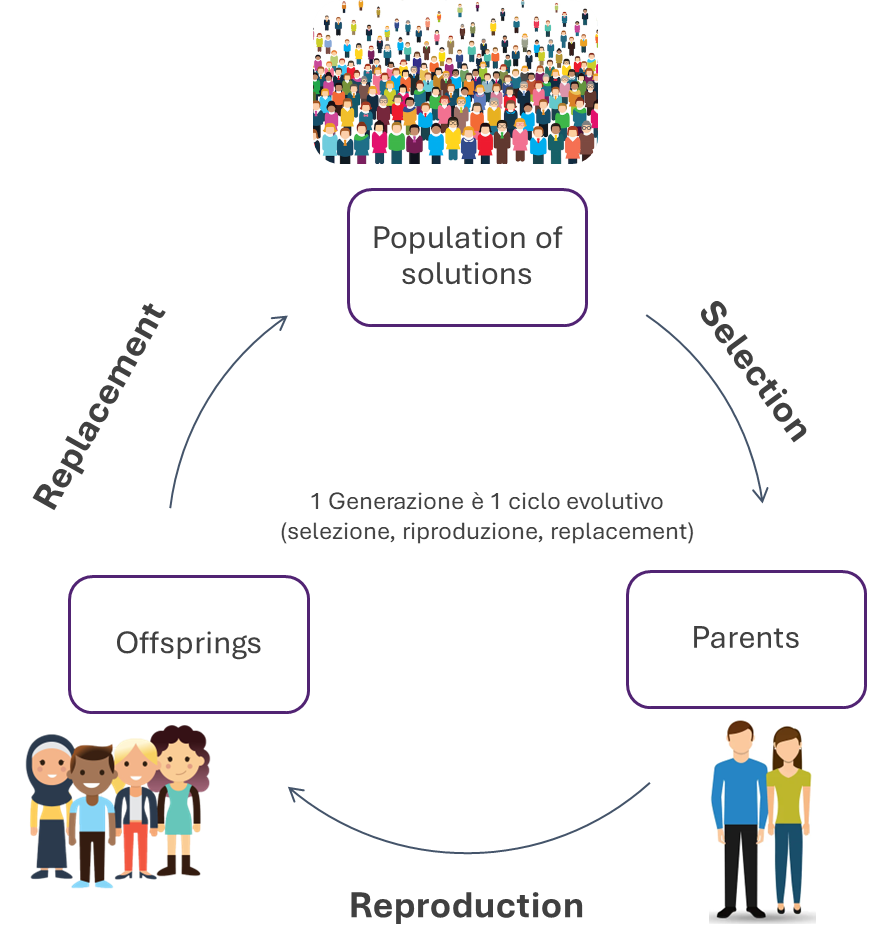 Population of
solutions
Replacement
Selection
1 Generazione è 1 ciclo evolutivo
(selezione, riproduzione, replacement)
Offsprings
Parents
Reproduction